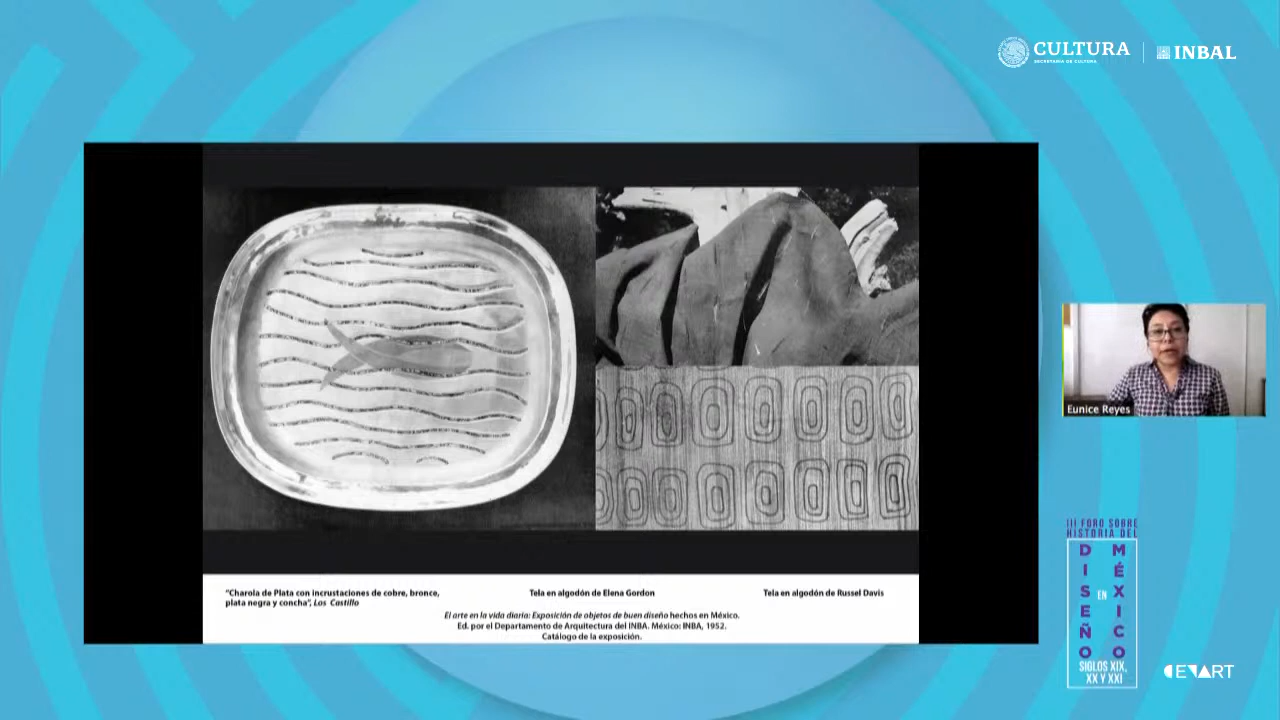 CULTURA
SECRETARÍA DE CULTURA
INBAL
Eunice Reyes
"Charola de Plata con incrustaciones de cobre, bronce,
plata negra y concha", Los Castillo
Tela en algodón de Elena Gordon
Tela en algodón de Russel Davis
El arte en la vida diaria: Exposición de objetos de buen diseño hechos en México.
Ed. por el Departamento de Arquitectura del INBA. México: INBA, 1952.
Catálogo de la exposición.
III FORO SOBRE
HISTORIA DEL
DISEÑO
EN
MÉXICO
SIGLOS XIX,
XX Y XXI
CENART